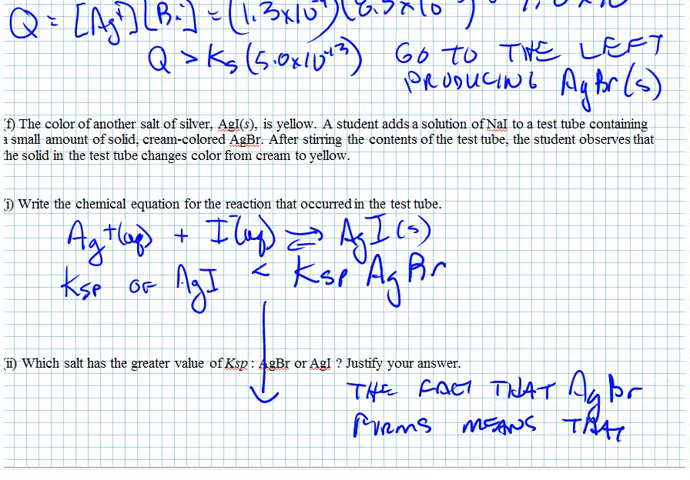 Q = [Ag+][Br-] = (1.3x10
Q > Ks (5.0x10-13) GO TO THE LEFT
PRODUCING AgBr(s)
(f) The color of another salt of silver, AgI(s), is yellow. A student adds a solution of NaI to a test tube containing
a small amount of solid, cream-colored AgBr. After stirring the contents of the test tube, the student observes that
the solid in the test tube changes color from cream to yellow.
(i) Write the chemical equation for the reaction that occurred in the test tube.
Ag+(aq) + I-(aq) ⇌ AgI(s)
Ksp OF AgI < Ksp AgBr
(ii) Which salt has the greater value of Ksp : AgBr or AgI ? Justify your answer.
THE FACT THAT AgBr
FORMS MEANS THAT